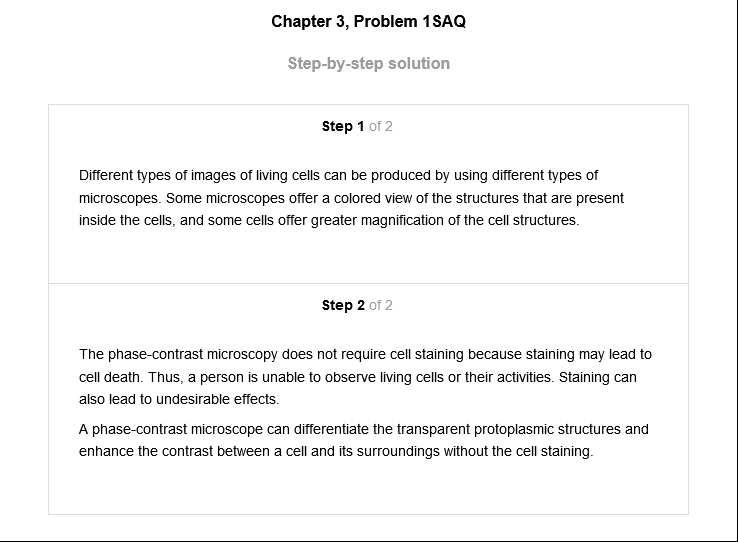 Chapter 3, Problem 1SAQ
Step-by-step solution
Step 1 of 2
Different types of images of living cells can be produced by using different types of
microscopes. Some microscopes offer a colored view of the structures that are present
inside the cells, and some cells offer greater magnification of the cell structures.
Step 2 of 2
The phase-contrast microscopy does not require cell staining because staining may lead to
cell death. Thus, a person is unable to observe living cells or their activities. Staining can
also lead to undesirable effects.
A phase-contrast microscope can differentiate the transparent protoplasmic structures and
enhance the contrast between a cell and its surroundings without the cell staining.